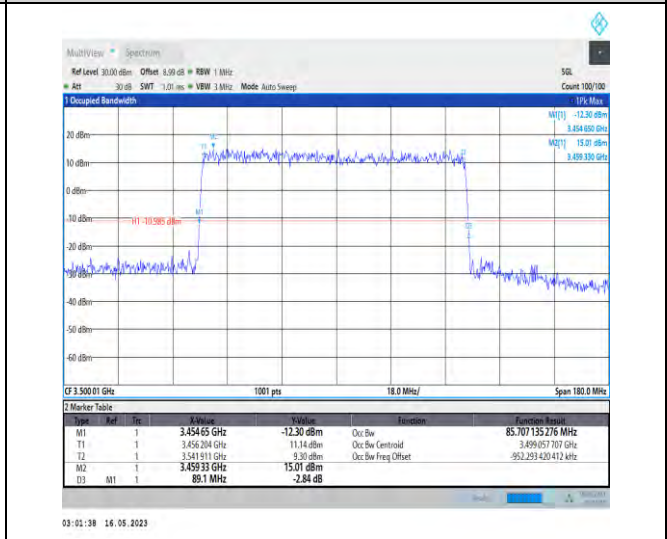 MultiView Spectrum
Ref Level 30.00 dBm Offset 8.99 dB RBW 1 MHz SGL
Att 30 dB SWT 1.01 ms VBW 3 MHz Mode Auto Sweep Count 100/100
1 Occupied Bandwidth 1Pk Max
M1[1] -12.30 dBm
3.454 650 GHz
M2[1] 15.01 dBm
3.459 330 GHz
20 dBm
M2
T1
T2
10 dBm
0 dBm
M1
-10 dBm
H1 -10.985 dBm
D3
-20 dBm
-30 dBm
-40 dBm
-50 dBm
-60 dBm
CF 3.500 01 GHz 1001 pts 18.0 MHz/ Span 180.0 MHz
2 Marker Table
Type Ref Trc X-Value Y-Value Function Function Result
M1 1 3.454 65 GHz -12.30 dBm Occ Bw 85.707 135 276 MHz
T1 1 3.456 204 GHz 11.14 dBm Occ Bw Centroid 3.499 057 707 GHz
T2 1 3.541 911 GHz 9.30 dBm Occ Bw Freq Offset -952.293 420 412 kHz
M2 1 3.459 33 GHz 15.01 dBm
D3 M1 1 89.1 MHz -2.84 dB
03:01:38 16.05.2023